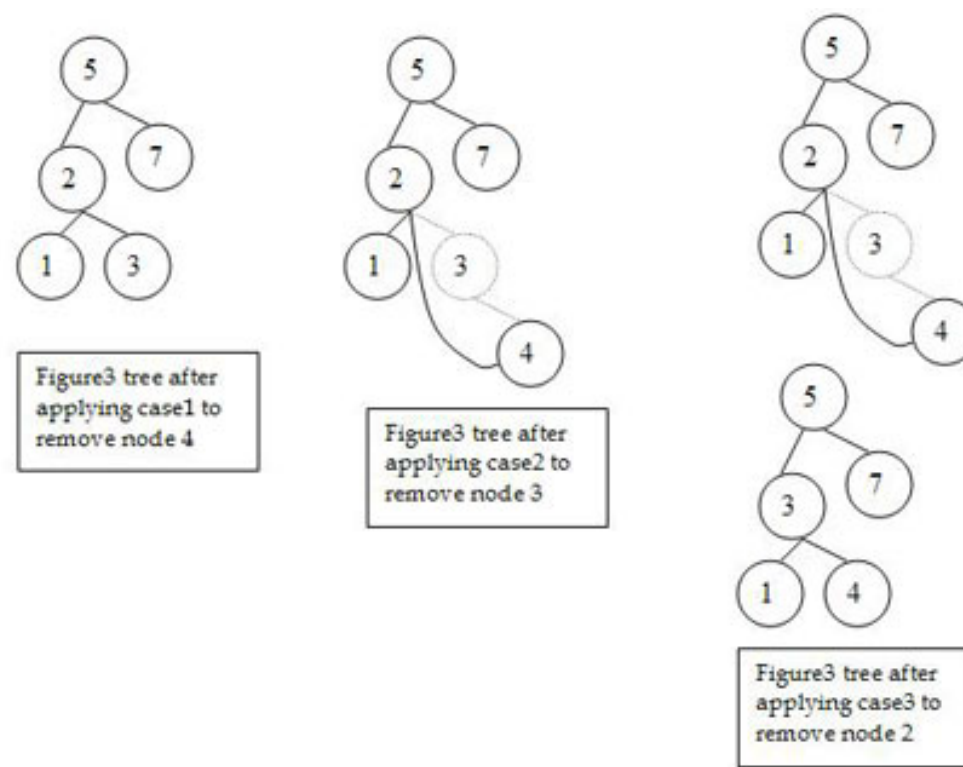 5
7
2
1
3
Figure3 tree after
applying case1 to
remove node 4
5
7
2
1
3
4
Figure3 tree after
applying case2 to
remove node 3
5
7
2
1
3
4
5
7
3
1
4
Figure3 tree after
applying case3 to
remove node 2